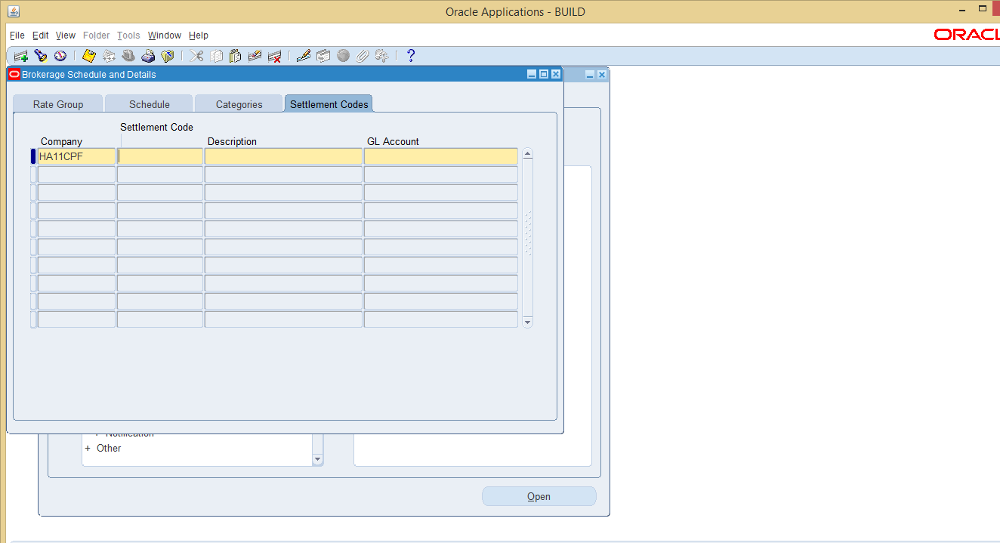 Oracle Applications - BUILD
File Edit View Folder Tools Window Help
ORACL
Brokerage Schedule and Details
Rate Group Schedule Categories Settlement Codes
Settlement Code
Company Description GL Account
HA11CPF
Notification
+ Other
Open